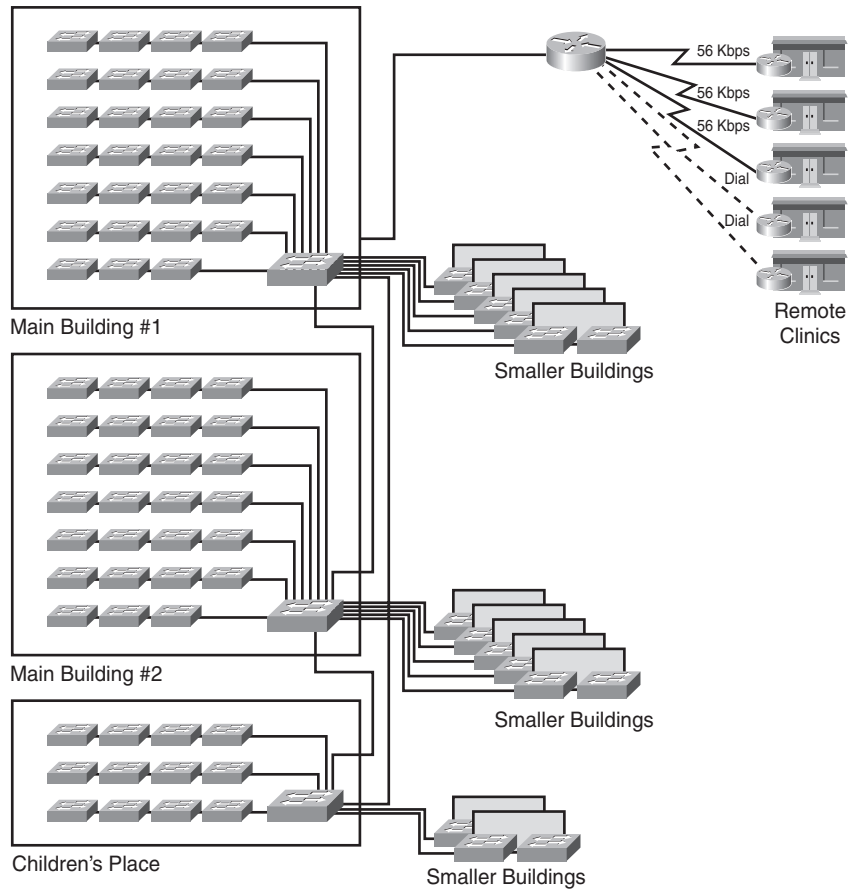 56 Kbps
56 Kbps
56 Kbps
Dial
Dial
Remote
Clinics
Main Building #1
Smaller Buildings
Main Building #2
Smaller Buildings
Children's Place
Smaller Buildings